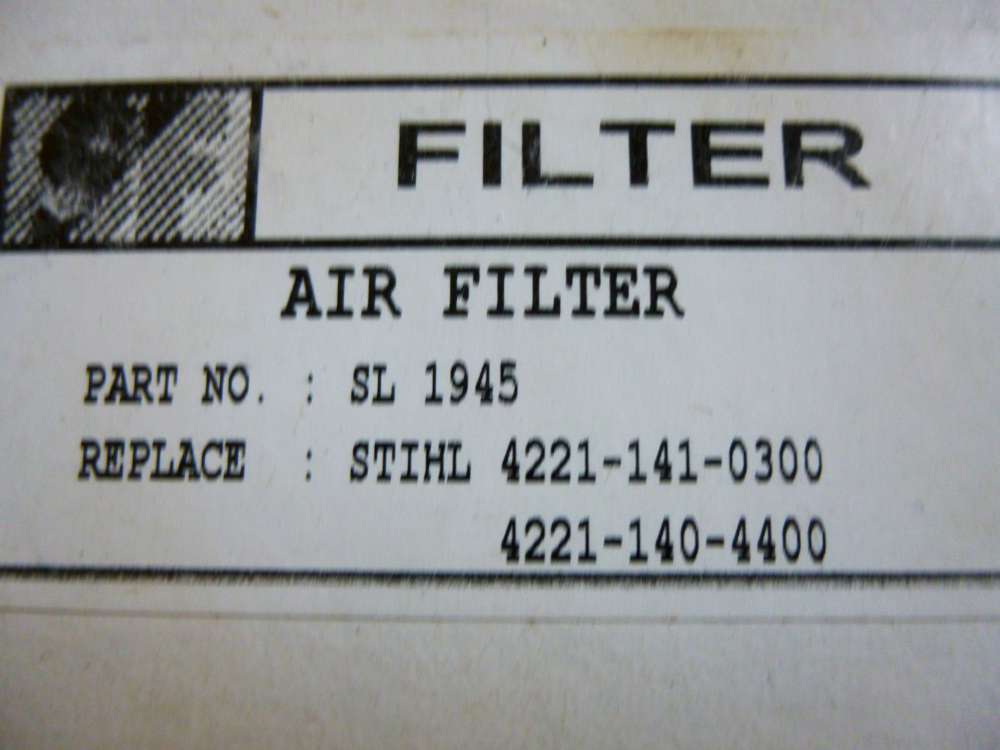 FILTER
AIR FILTER
PART NO. : SL 1945
REPLACE : STIHL 4221-141-0300
4221-140-4400